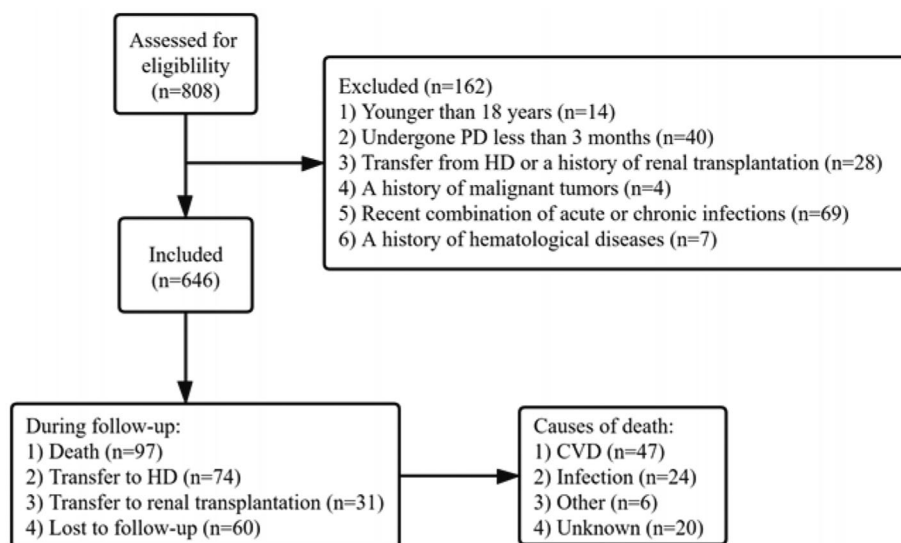 Assessed for
eligiblility
(n=808)
Excluded (n=162)
1) Younger than 18 years (n=14)
2) Undergone PD less than 3 months (n=40)
3) Transfer from HD or a history of renal transplantation (n=28)
4) A history of malignant tumors (n=4)
5) Recent combination of acute or chronic infections (n=69)
6) A history of hematological diseases (n=7)
Included
(n=646)
During follow-up:
1) Death (n=97)
2) Transfer to HD (n=74)
3) Transfer to renal transplantation (n=31)
4) Lost to follow-up (n=60)
Causes of death:
1) CVD (n=47)
2) Infection (n=24)
3) Other (n=6)
4) Unknown (n=20)